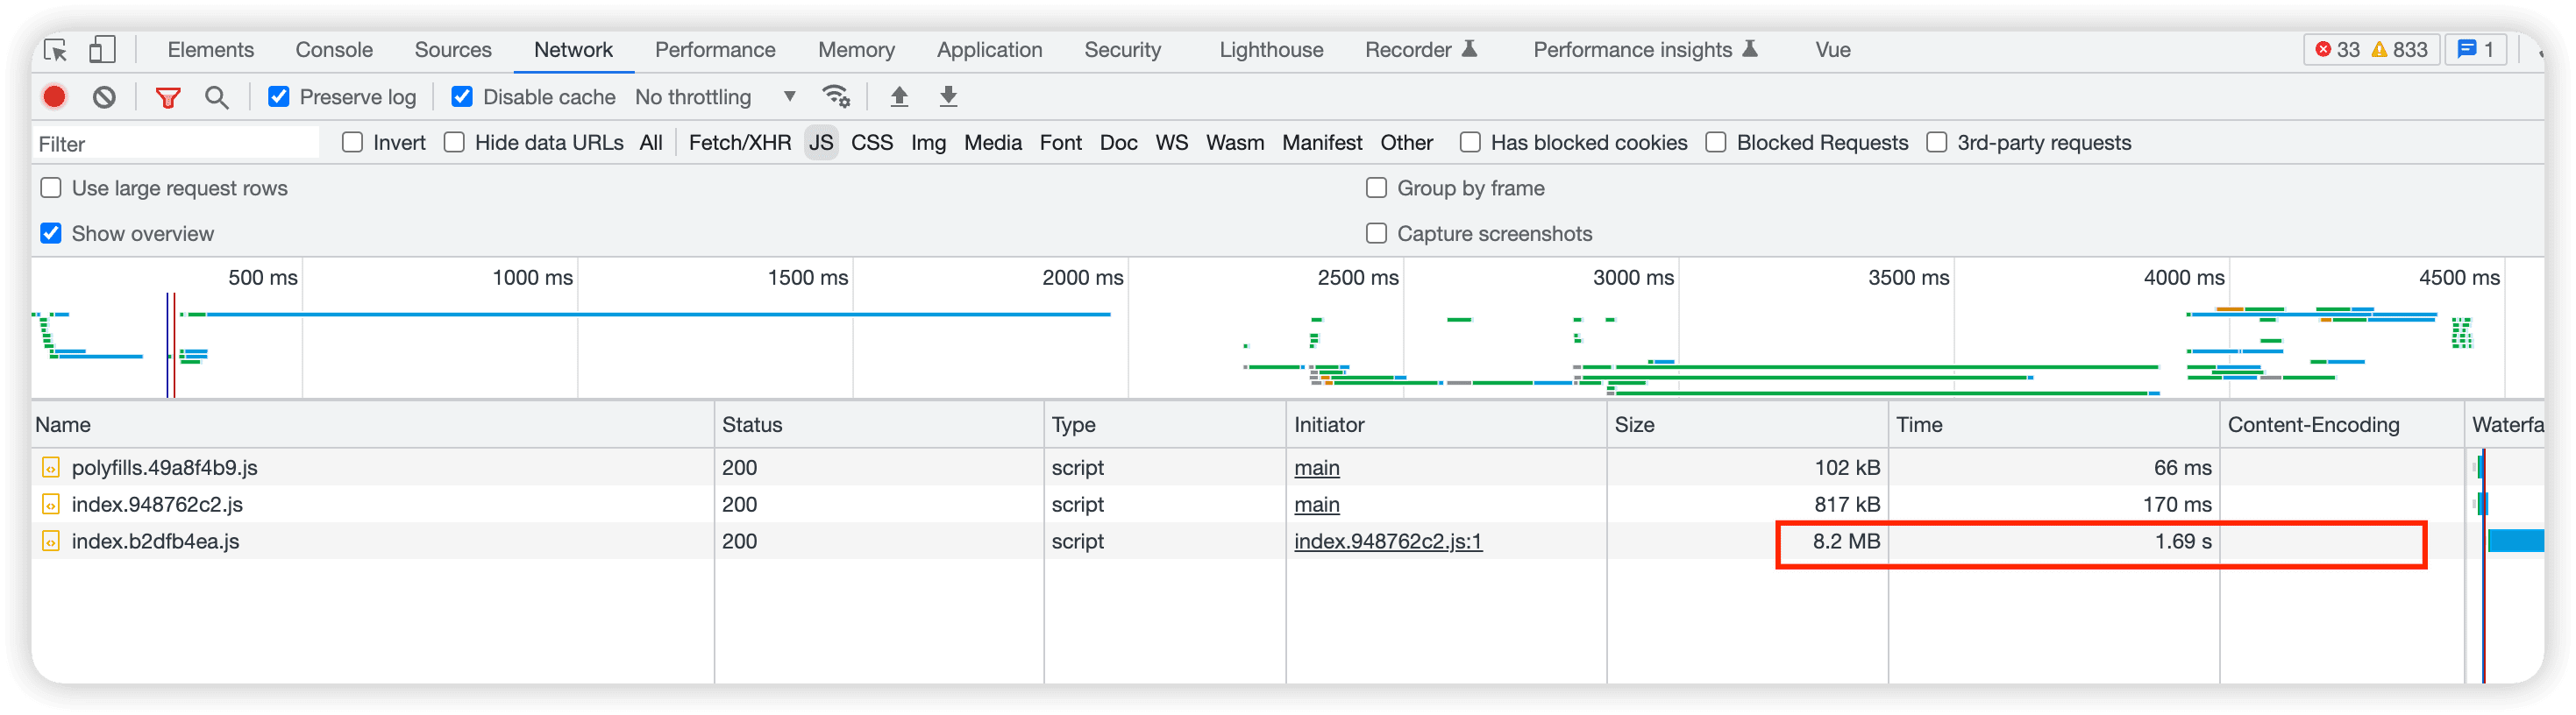 Elements Console Sources Network Performance Memory Application Security Lighthouse Recorder Performance insights Vue 33 833 1
Preserve log Disable cache No throttling
Filter Invert Hide data URLs All Fetch/XHR JS CSS Img Media Font Doc WS Wasm Manifest Other Has blocked cookies Blocked Requests 3rd-party requests
Use large request rows Group by frame
Show overview Capture screenshots
500 ms 1000 ms 1500 ms 2000 ms 2500 ms 3000 ms 3500 ms 4000 ms 4500 ms
Name Status Type Initiator Size Time Content-Encoding Waterfa
polyfills.49a8f4b9.js 200 script main 102 kB 66 ms
index.948762c2.js 200 script main 817 kB 170 ms
index.b2dfb4ea.js 200 script index.948762c2.js:1 8.2 MB 1.69 s